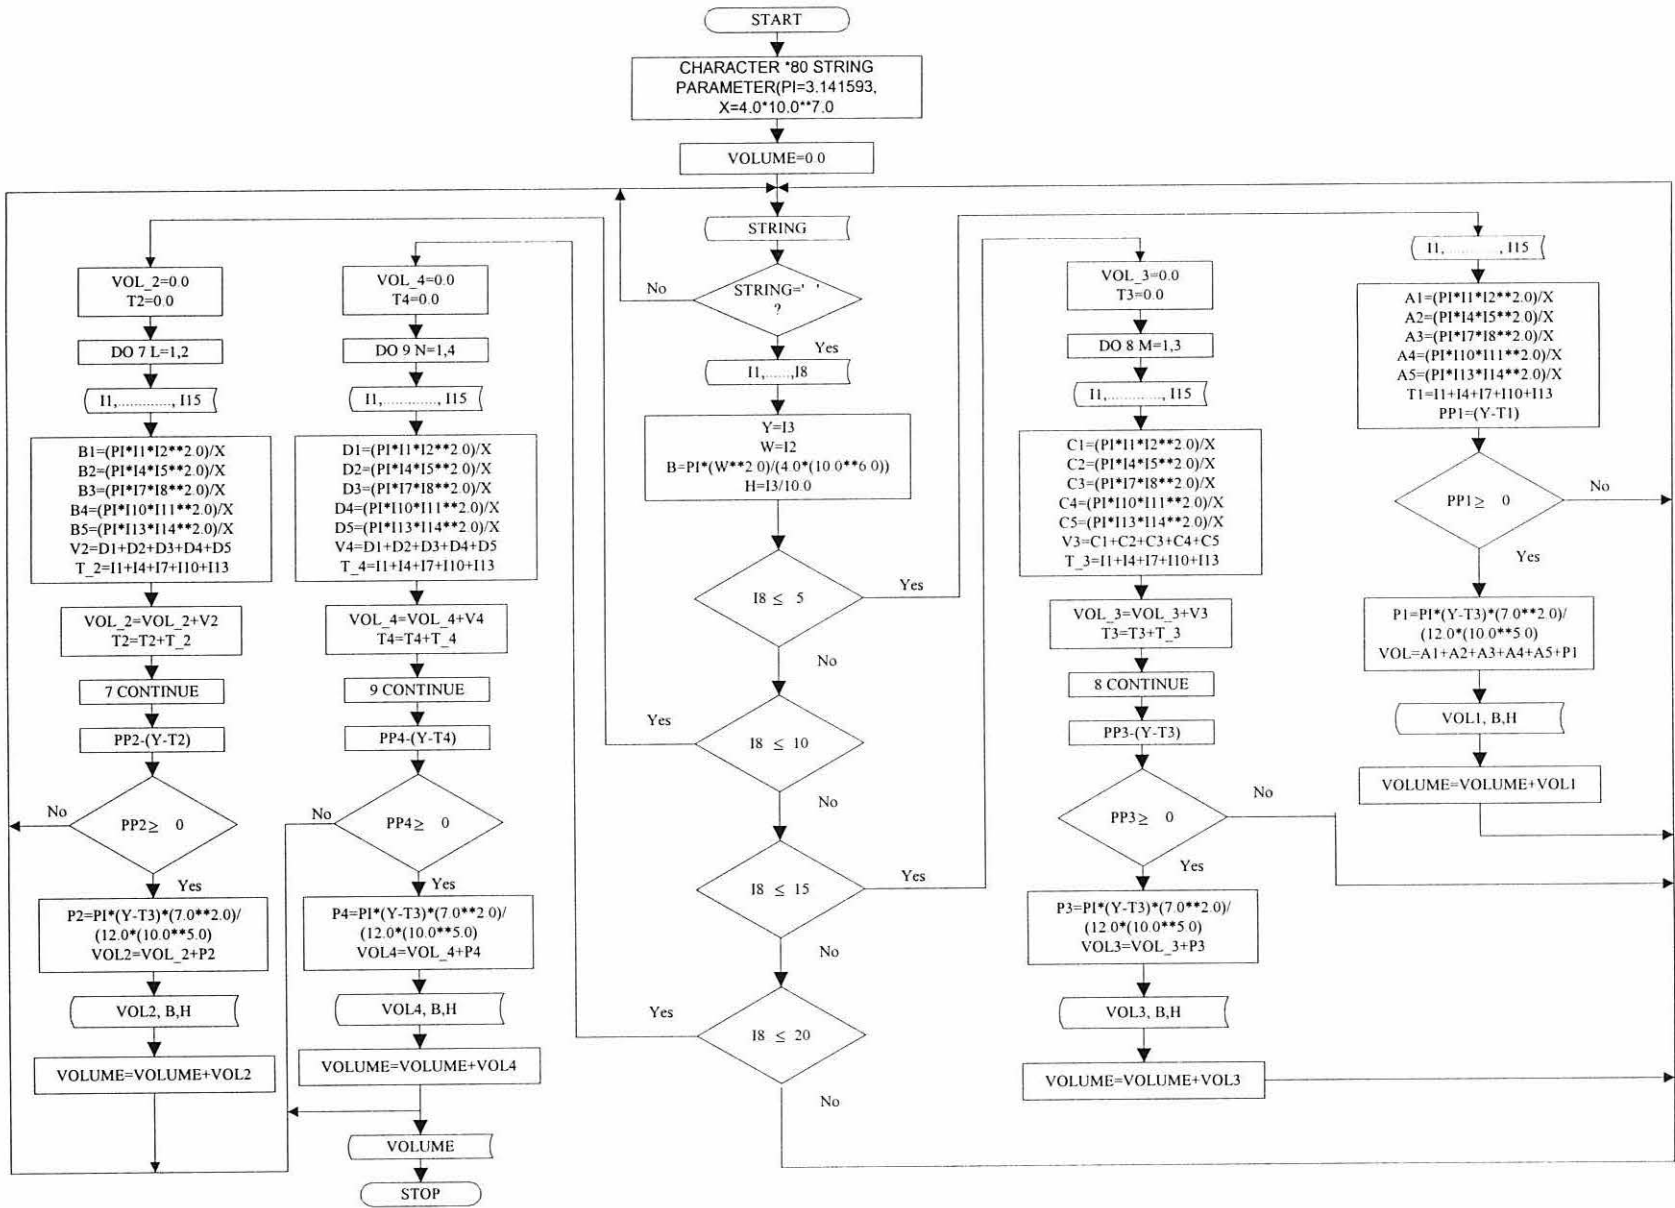 START
CHARACTER *80 STRING
PARAMETER(PI=3.141593,
X=4.0*10.0**7.0
VOLUME=0 0
STRING
STRING=' '
?
No
Yes
I1,......,I8
Y=I3
W=I2
B=PI*(W**2 0)/(4.0*(10 0**6 0))
H=I3/10.0
I8 ≤ 5
Yes
No
I8 ≤ 10
Yes
No
I8 ≤ 15
Yes
No
I8 ≤ 20
Yes
No
VOL_2=0.0
T2=0.0
DO 7 L=1,2
I1,............, I15
B1=(PI*I1*I2**2.0)/X
B2=(PI*I4*I5**2.0)/X
B3=(PI*I7*I8**2.0)/X
B4=(PI*I10*I11**2.0)/X
B5=(PI*I13*I14**2.0)/X
V2=D1+D2+D3+D4+D5
T_2=I1+I4+I7+I10+I13
VOL_2=VOL_2+V2
T2=T2+T_2
7 CONTINUE
PP2-(Y-T2)
No
PP2≥ 0
Yes
P2=PI*(Y-T3)*(7.0**2.0)/
(12.0*(10.0**5.0)
VOL2=VOL_2+P2
VOL2, B,H
VOLUME=VOLUME+VOL2
VOL_4=0.0
T4=0.0
DO 9 N=1,4
I1,............, I15
D1=(PI*I1*I2**2.0)/X
D2=(PI*I4*I5**2.0)/X
D3=(PI*I7*I8**2.0)/X
D4=(PI*I10*I11**2.0)/X
D5=(PI*I13*I14**2.0)/X
V4=D1+D2+D3+D4+D5
T_4=I1+I4+I7+I10+I13
VOL_4=VOL_4+V4
T4=T4+T_4
9 CONTINUE
PP4-(Y-T4)
No
PP4≥ 0
Yes
P4=PI*(Y-T3)*(7.0**2 0)/
(12.0*(10.0**5.0)
VOL4=VOL_4+P4
VOL4, B,H
VOLUME=VOLUME+VOL4
VOLUME
STOP
VOL_3=0.0
T3=0.0
DO 8 M=1,3
I1,............, I15
C1=(PI*I1*I2**2.0)/X
C2=(PI*I4*I5**2.0)/X
C3=(PI*I7*I8**2.0)/X
C4=(PI*I10*I11**2.0)/X
C5=(PI*I13*I14**2.0)/X
V3=C1+C2+C3+C4+C5
T_3=I1+I4+I7+I10+I13
VOL_3=VOL_3+V3
T3=T3+T_3
8 CONTINUE
PP3-(Y-T3)
PP3≥ 0
No
Yes
P3=PI*(Y-T3)*(7.0**2.0)/
(12 0*(10.0**5 0)
VOL3=VOL_3+P3
VOL3, B,H
VOLUME=VOLUME+VOL3
I1,............, I15
A1=(PI*I1*I2**2.0)/X
A2=(PI*I4*I5**2.0)/X
A3=(PI*I7*I8**2.0)/X
A4=(PI*I10*I11**2.0)/X
A5=(PI*I13*I14**2.0)/X
T1=I1+I4+I7+I10+I13
PP1=(Y-T1)
PP1≥ 0
No
Yes
P1=PI*(Y-T3)*(7.0**2.0)/
(12.0*(10.0**5 0)
VOL=A1+A2+A3+A4+A5+P1
VOL1, B,H
VOLUME=VOLUME+VOL1